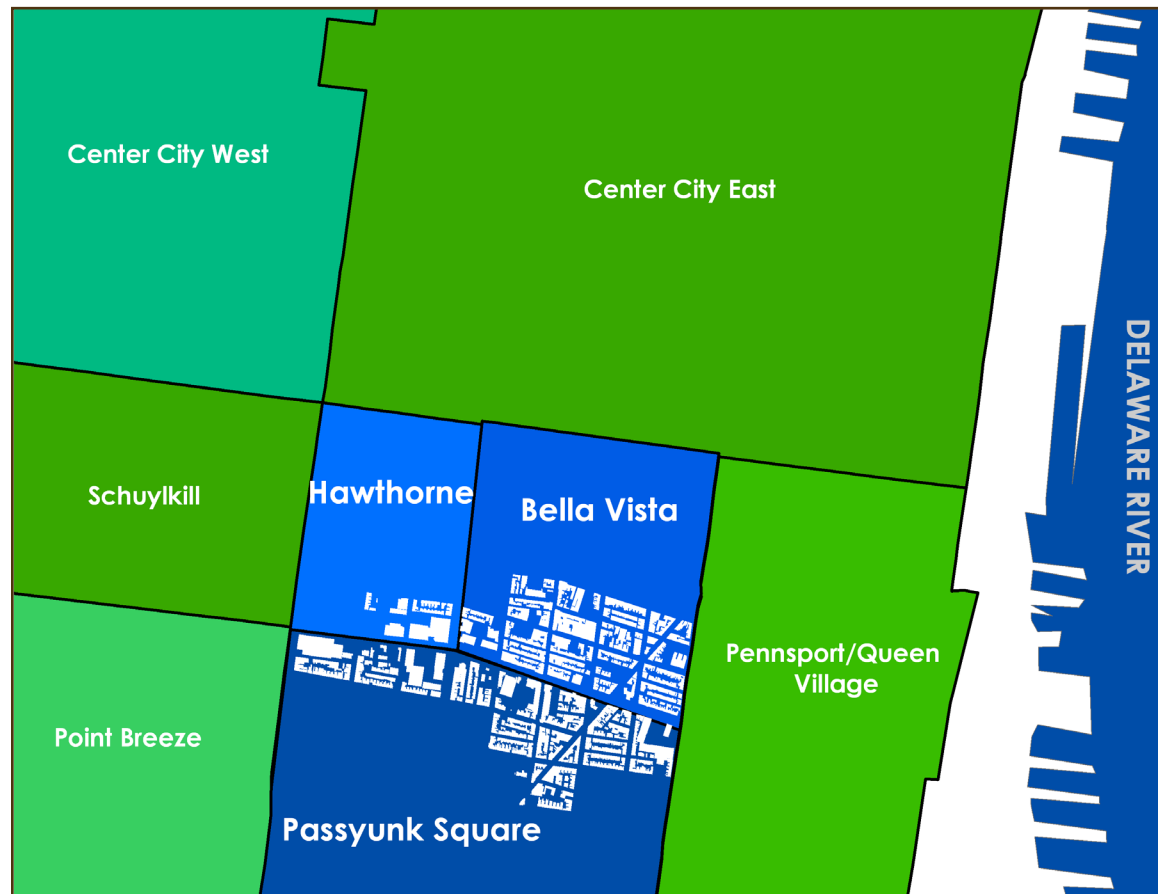 Center City West
Center City East
DELAWARE RIVER
Schuylkill
Hawthorne
Bella Vista
Pennsport/Queen
Village
Point Breeze
Passyunk Square